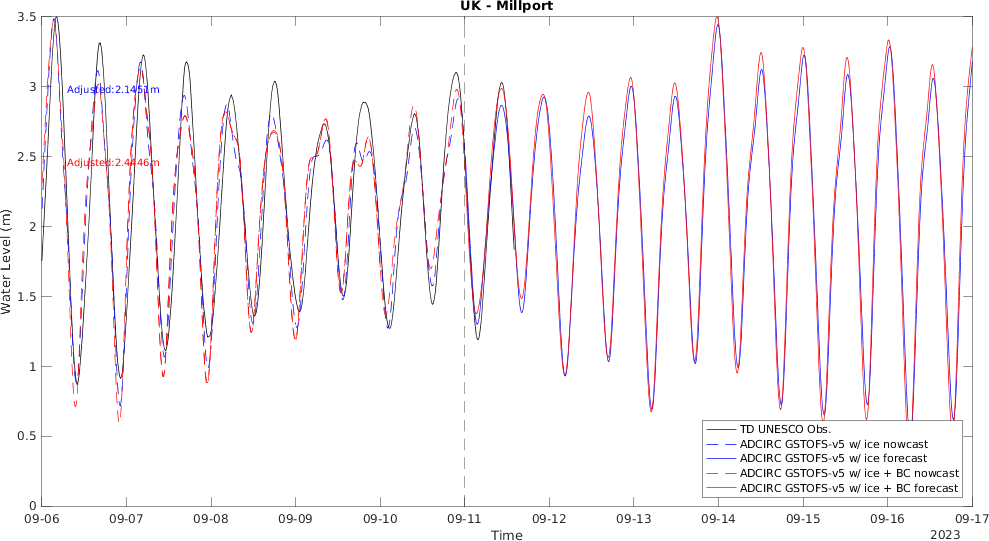 UK - Millport
3.5
3
2.5
2
1.5
1
0.5
0
Water Level (m)
Adjusted:2.1451m
Adjusted:2.4446m
TD UNESCO Obs.
ADCIRC GSTOFS-v5 w/ ice nowcast
ADCIRC GSTOFS-v5 w/ ice forecast
ADCIRC GSTOFS-v5 w/ ice + BC nowcast
ADCIRC GSTOFS-v5 w/ ice + BC forecast
09-06 09-07 09-08 09-09 09-10 09-11 09-12 09-13 09-14 09-15 09-16 09-17
Time
2023